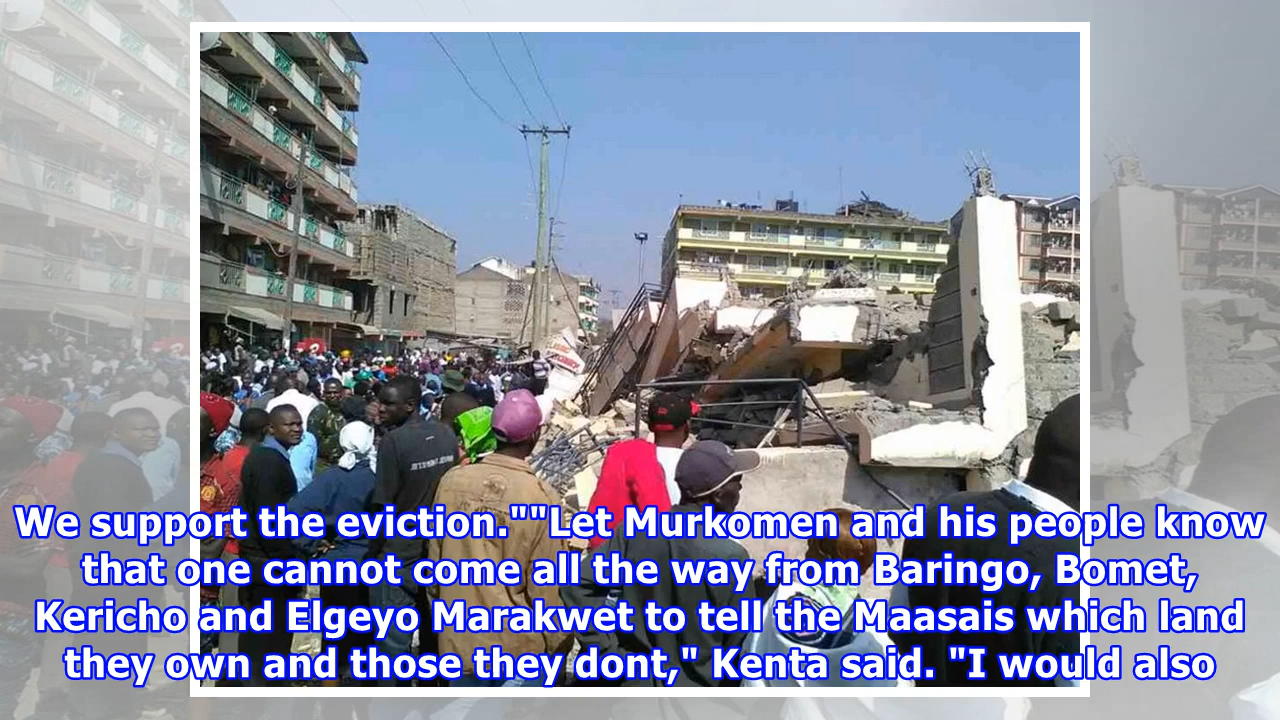 We support the eviction.""Let Murkomen and his people know
that one cannot come all the way from Baringo, Bomet,
Kericho and Elgeyo Marakwet to tell the Maasais which land
they own and those they dont," Kenta said. "I would also